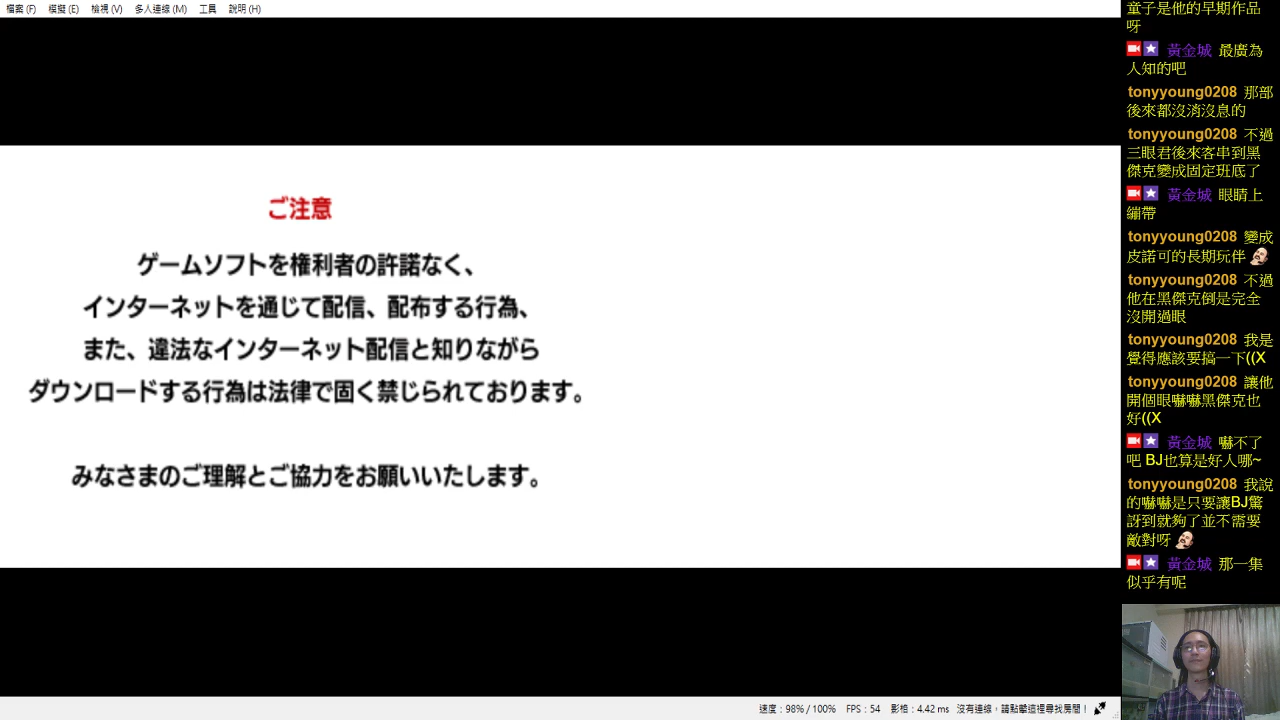 檔案 (F) 模擬 (E) 檢視 (V) 多人連線 (M) 工具 說明 (H)
ご注意
ゲームソフトを権利者の許諾なく、
インターネットを通じて配信、配布する行為、
また、違法なインターネット配信と知りながら
ダウンロードする行為は法律で固く禁じられております。
みなさまのご理解とご協力をお願いいたします。
童子是他的早期作品
呀
黃金城 最廣為
人知的吧
tonyyoung0208 那部
後來都沒消沒息的
tonyyoung0208 不過
三眼君後來客串到黑
傑克變成固定班底了
黃金城 眼睛上
繃帶
tonyyoung0208 變成
皮諾可的長期玩伴
tonyyoung0208 不過
他在黑傑克倒是完全
沒開過眼
tonyyoung0208 我是
覺得應該要搞一下((X
tonyyoung0208 讓他
開個眼嚇嚇黑傑克也
好((X
黃金城 嚇不了
吧 BJ也算是好人哪~
tonyyoung0208 我說
的嚇嚇是只要讓BJ驚
訝到就夠了並不需要
敵對呀
黃金城 那一集
似乎有呢
速度：98% / 100% FPS：54 影格：4.42 ms 沒有連線，請點擊這裡尋找房間！